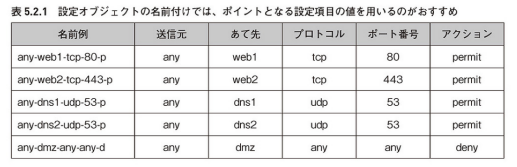 表 5.2.1 設定オブジェクトの名前付けでは、ポイントとなる設定項目の値を用いるのがおすすめ
名前例 送信元 あて先 プロトコル ポート番号 アクション
any-web1-tcp-80-p any web1 tcp 80 permit
any-web2-tcp-443-p any web2 tcp 443 permit
any-dns1-udp-53-p any dns1 udp 53 permit
any-dns2-udp-53-p any dns2 udp 53 permit
any-dmz-any-any-d any dmz any any deny